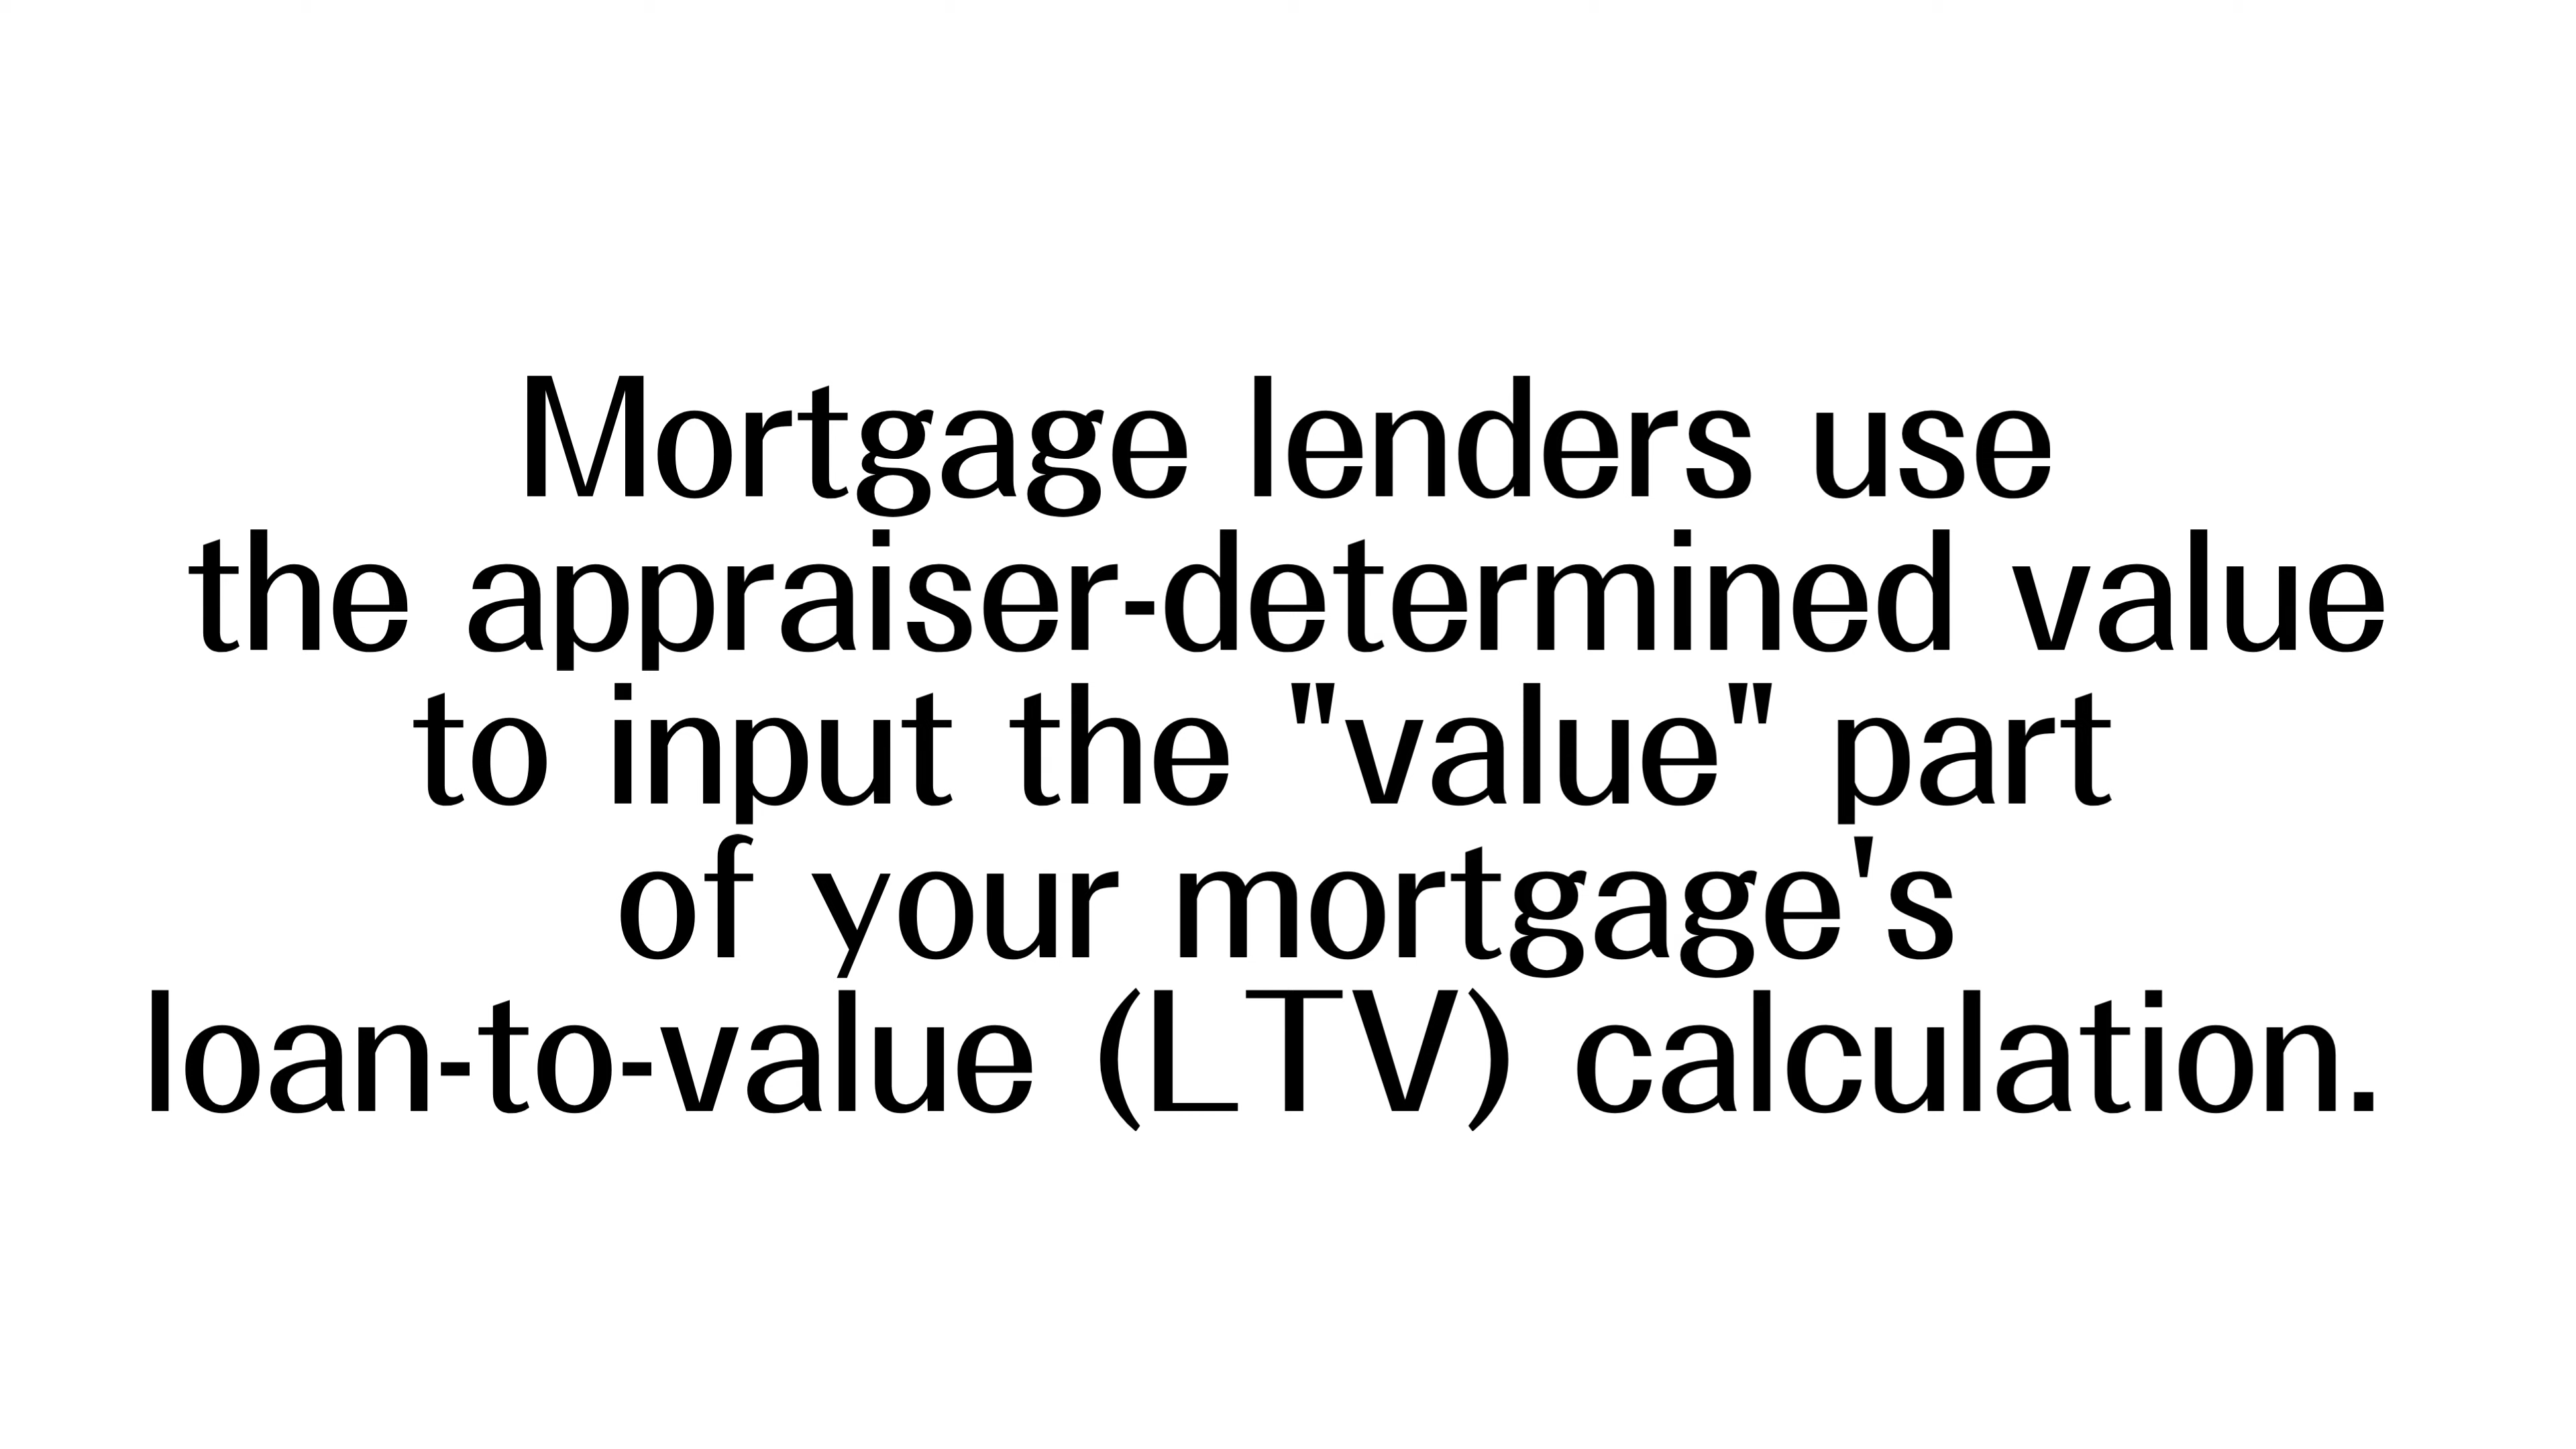 Mortgage lenders use
the appraiser-determined value
to input the "value" part
of your mortgage's
loan-to-value (LTV) calculation.